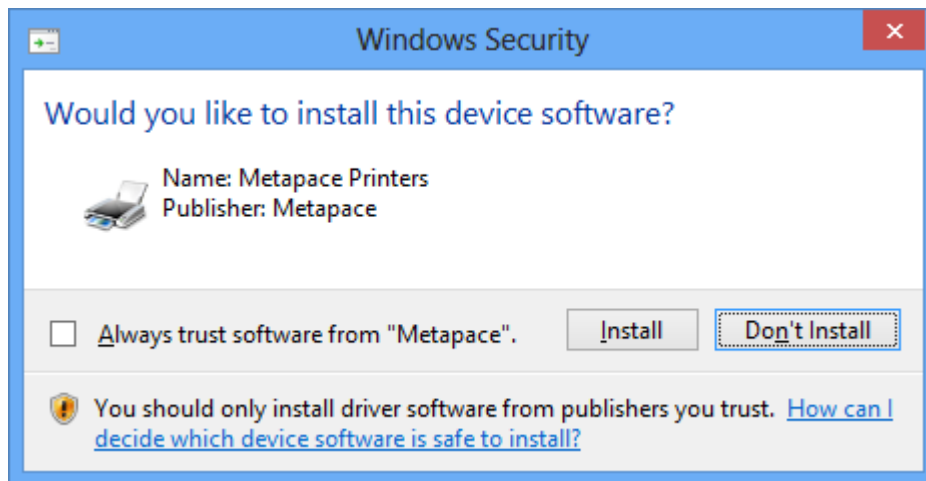 Windows Security
Would you like to install this device software?
Name: Metapace Printers
Publisher: Metapace
Always trust software from "Metapace".
Install
Don't Install
You should only install driver software from publishers you trust. How can I
decide which device software is safe to install?